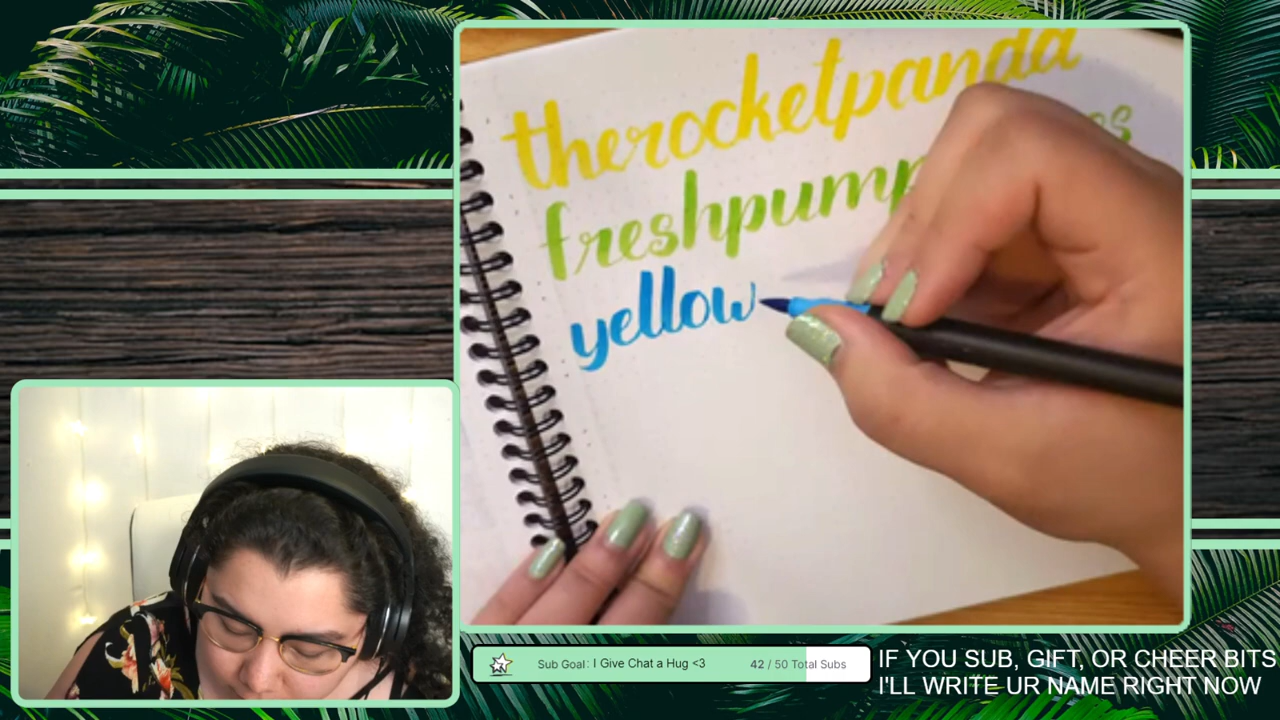 therocketpanda
freshpump
yellow
Sub Goal: I Give Chat a Hug <3 42 / 50 Total Subs
IF YOU SUB, GIFT, OR CHEER BITS
I'LL WRITE UR NAME RIGHT NOW